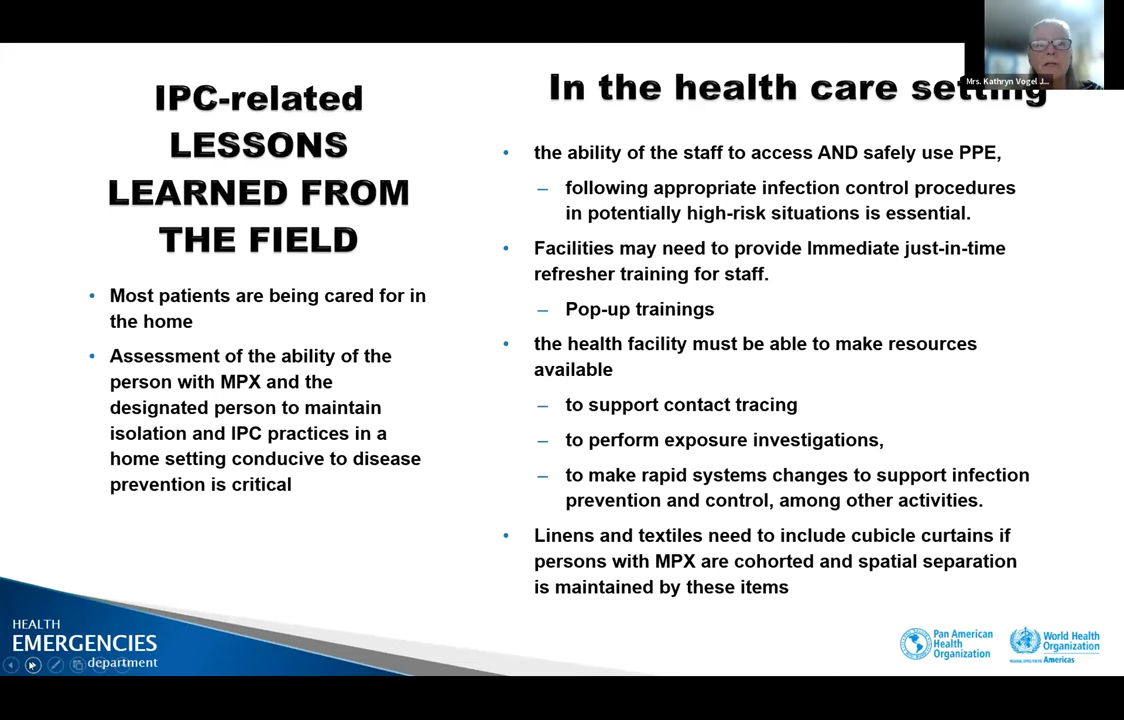 Mrs. Kathryn Vogel J...
IPC-related
LESSONS
LEARNED FROM
THE FIELD
• Most patients are being cared for in
the home
• Assessment of the ability of the
person with MPX and the
designated person to maintain
isolation and IPC practices in a
home setting conducive to disease
prevention is critical
In the health care setting
• the ability of the staff to access AND safely use PPE,
– following appropriate infection control procedures
in potentially high-risk situations is essential.
• Facilities may need to provide Immediate just-in-time
refresher training for staff.
– Pop-up trainings
• the health facility must be able to make resources
available
– to support contact tracing
– to perform exposure investigations,
– to make rapid systems changes to support infection
prevention and control, among other activities.
• Linens and textiles need to include cubicle curtains if
persons with MPX are cohorted and spatial separation
is maintained by these items
HEALTH
EMERGENCIES
department
Pan American
Health
Organization
World Health
Organization
REGIONAL OFFICE FOR THE Americas